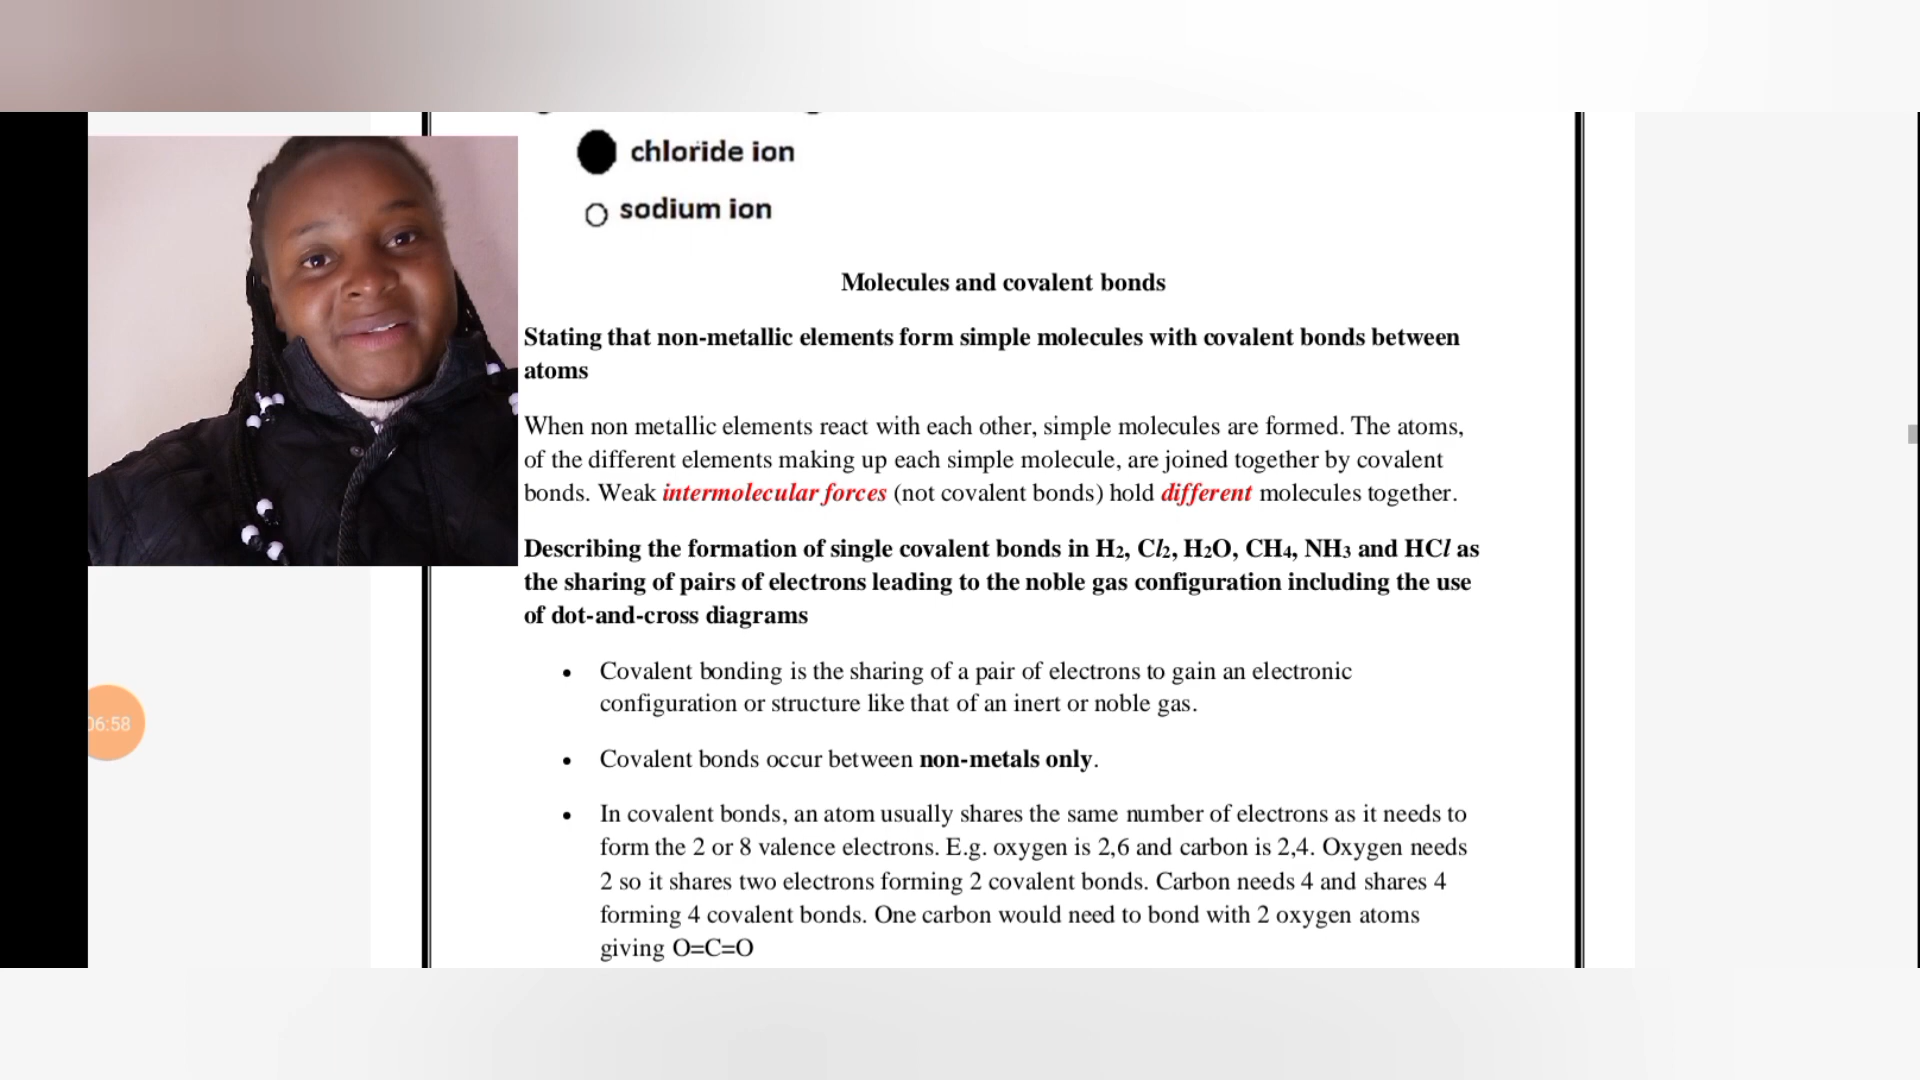 chloride ion
sodium ion
Molecules and covalent bonds
Stating that non-metallic elements form simple molecules with covalent bonds between
atoms
When non metallic elements react with each other, simple molecules are formed. The atoms,
of the different elements making up each simple molecule, are joined together by covalent
bonds. Weak intermolecular forces (not covalent bonds) hold different molecules together.
Describing the formation of single covalent bonds in H₂, Cl₂, H₂O, CH₄, NH₃ and HCl as
the sharing of pairs of electrons leading to the noble gas configuration including the use
of dot-and-cross diagrams
• Covalent bonding is the sharing of a pair of electrons to gain an electronic
configuration or structure like that of an inert or noble gas.
• Covalent bonds occur between non-metals only.
• In covalent bonds, an atom usually shares the same number of electrons as it needs to
form the 2 or 8 valence electrons. E.g. oxygen is 2,6 and carbon is 2,4. Oxygen needs
2 so it shares two electrons forming 2 covalent bonds. Carbon needs 4 and shares 4
forming 4 covalent bonds. One carbon would need to bond with 2 oxygen atoms
giving O=C=O
06:58